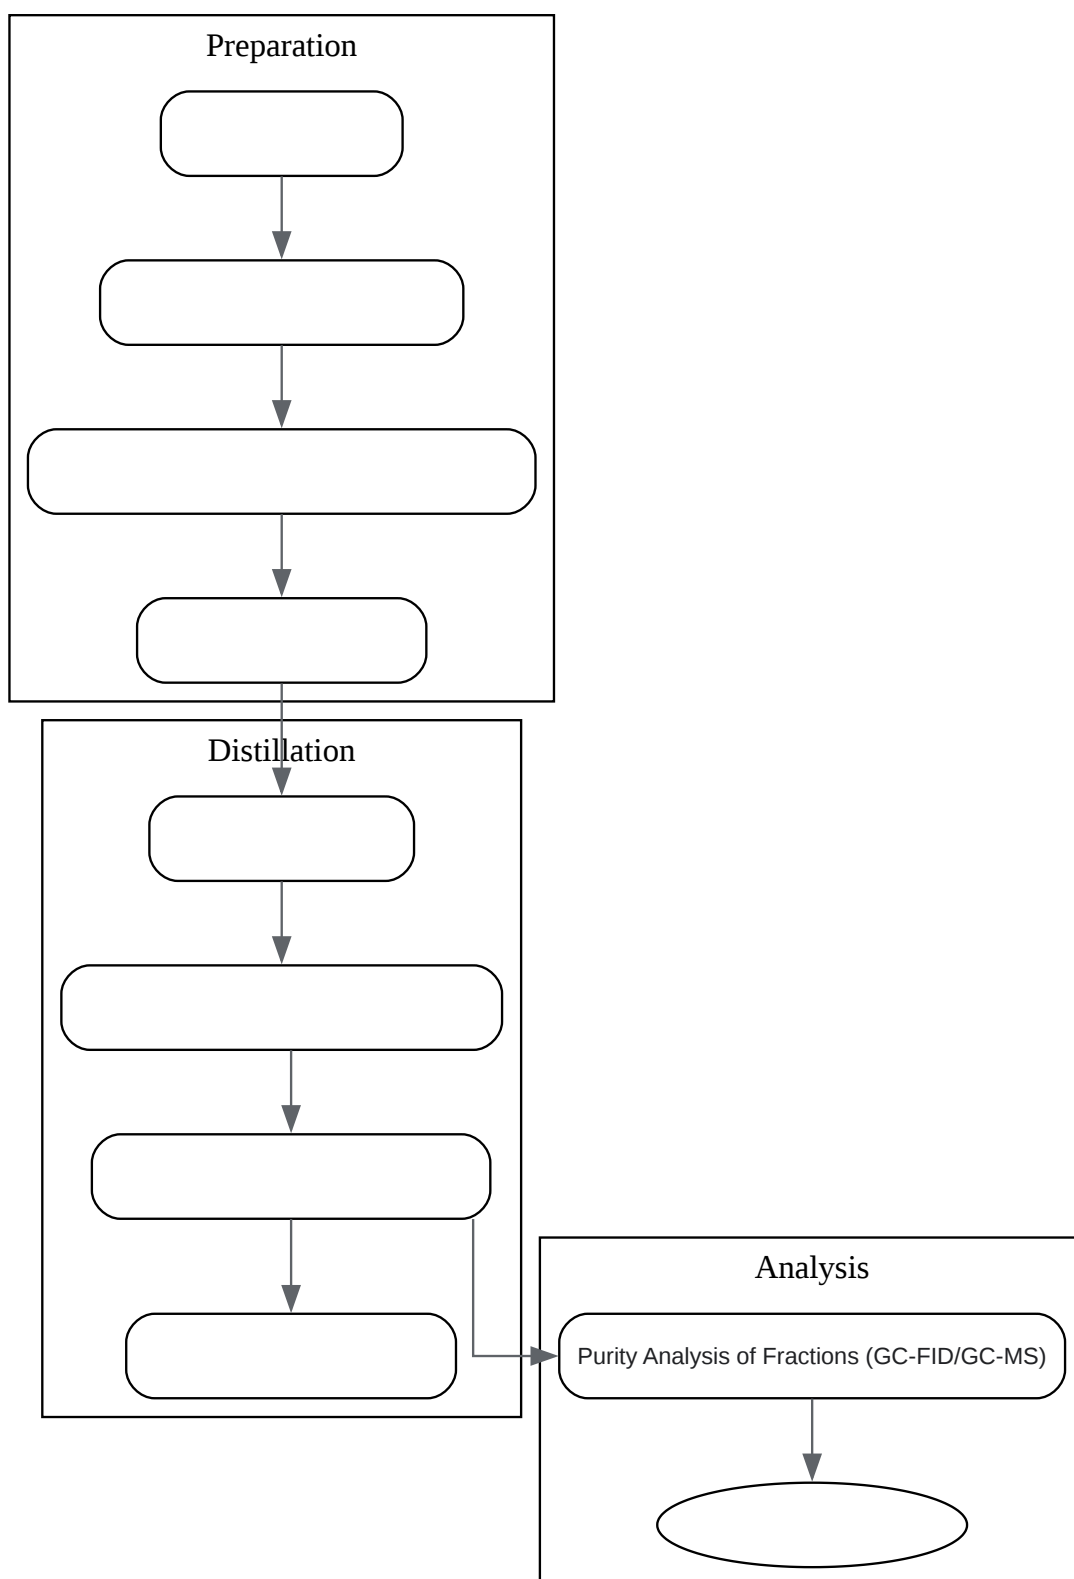 Preparation
Distillation
Analysis
Purity Analysis of Fractions (GC-FID/GC-MS)